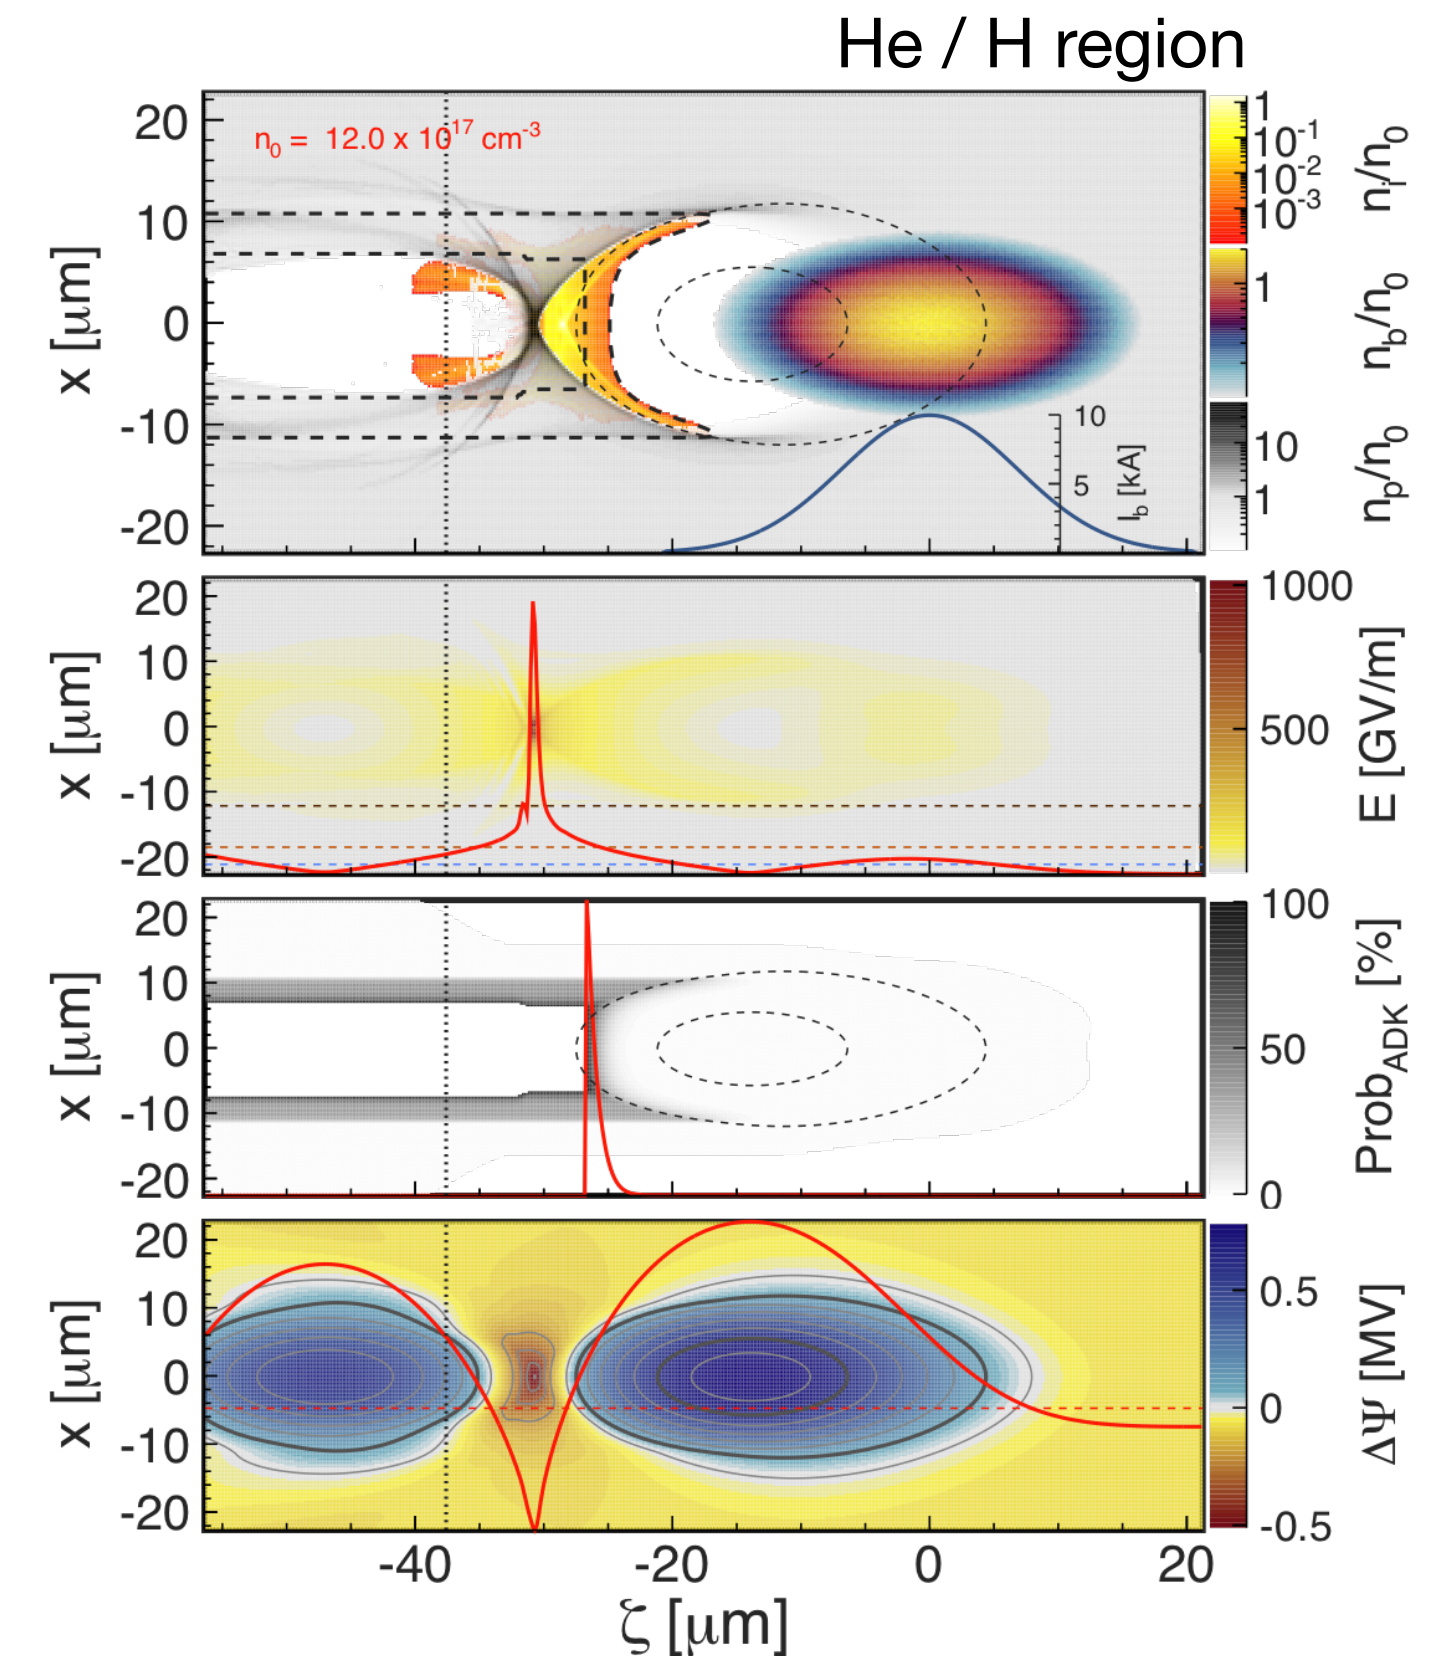 He / H region
n0 = 12.0 x 10^17 cm^-3
x [μm]
20
10
0
-10
-20
10
5
Ib [kA]
1
10^-1
10^-2
10^-3
ni/n0
1
nb/n0
10
1
np/n0
x [μm]
20
10
0
-10
-20
1000
500
E [GV/m]
x [μm]
20
10
0
-10
-20
100
50
0
ProbADK [%]
x [μm]
20
10
0
-10
-20
0.5
0
-0.5
ΔΨ [MV]
-40
-20
0
20
ζ [μm]